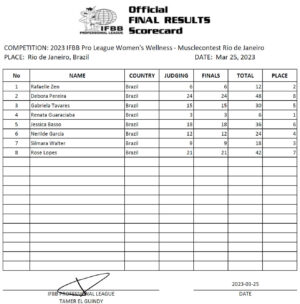 IFBB
PROFESSIONAL LEAGUE
Official
FINAL RESULTS
Scorecard
COMPETITION: 2023 IFBB Pro League Women's Wellness - Musclecontest Rio de Janeiro
PLACE: Rio de Janeiro, Brazil DATE: Mar 25, 2023
No NAME COUNTRY JUDGING FINALS TOTAL PLACE
1 Rafaelle Zen Brazil 6 6 12 2
2 Debora Pereira Brazil 24 24 48 8
3 Gabriela Tavares Brazil 15 15 30 5
4 Renata Guaraciaba Brazil 3 3 6 1
5 Jessica Basso Brazil 18 18 36 6
6 Nerilde Garcia Brazil 12 12 24 4
7 Silmara Walter Brazil 9 9 18 3
8 Rose Lopes Brazil 21 21 42 7
2023-03-25
IFBB PROFESSIONAL LEAGUE DATE
TAMER EL GUINDY